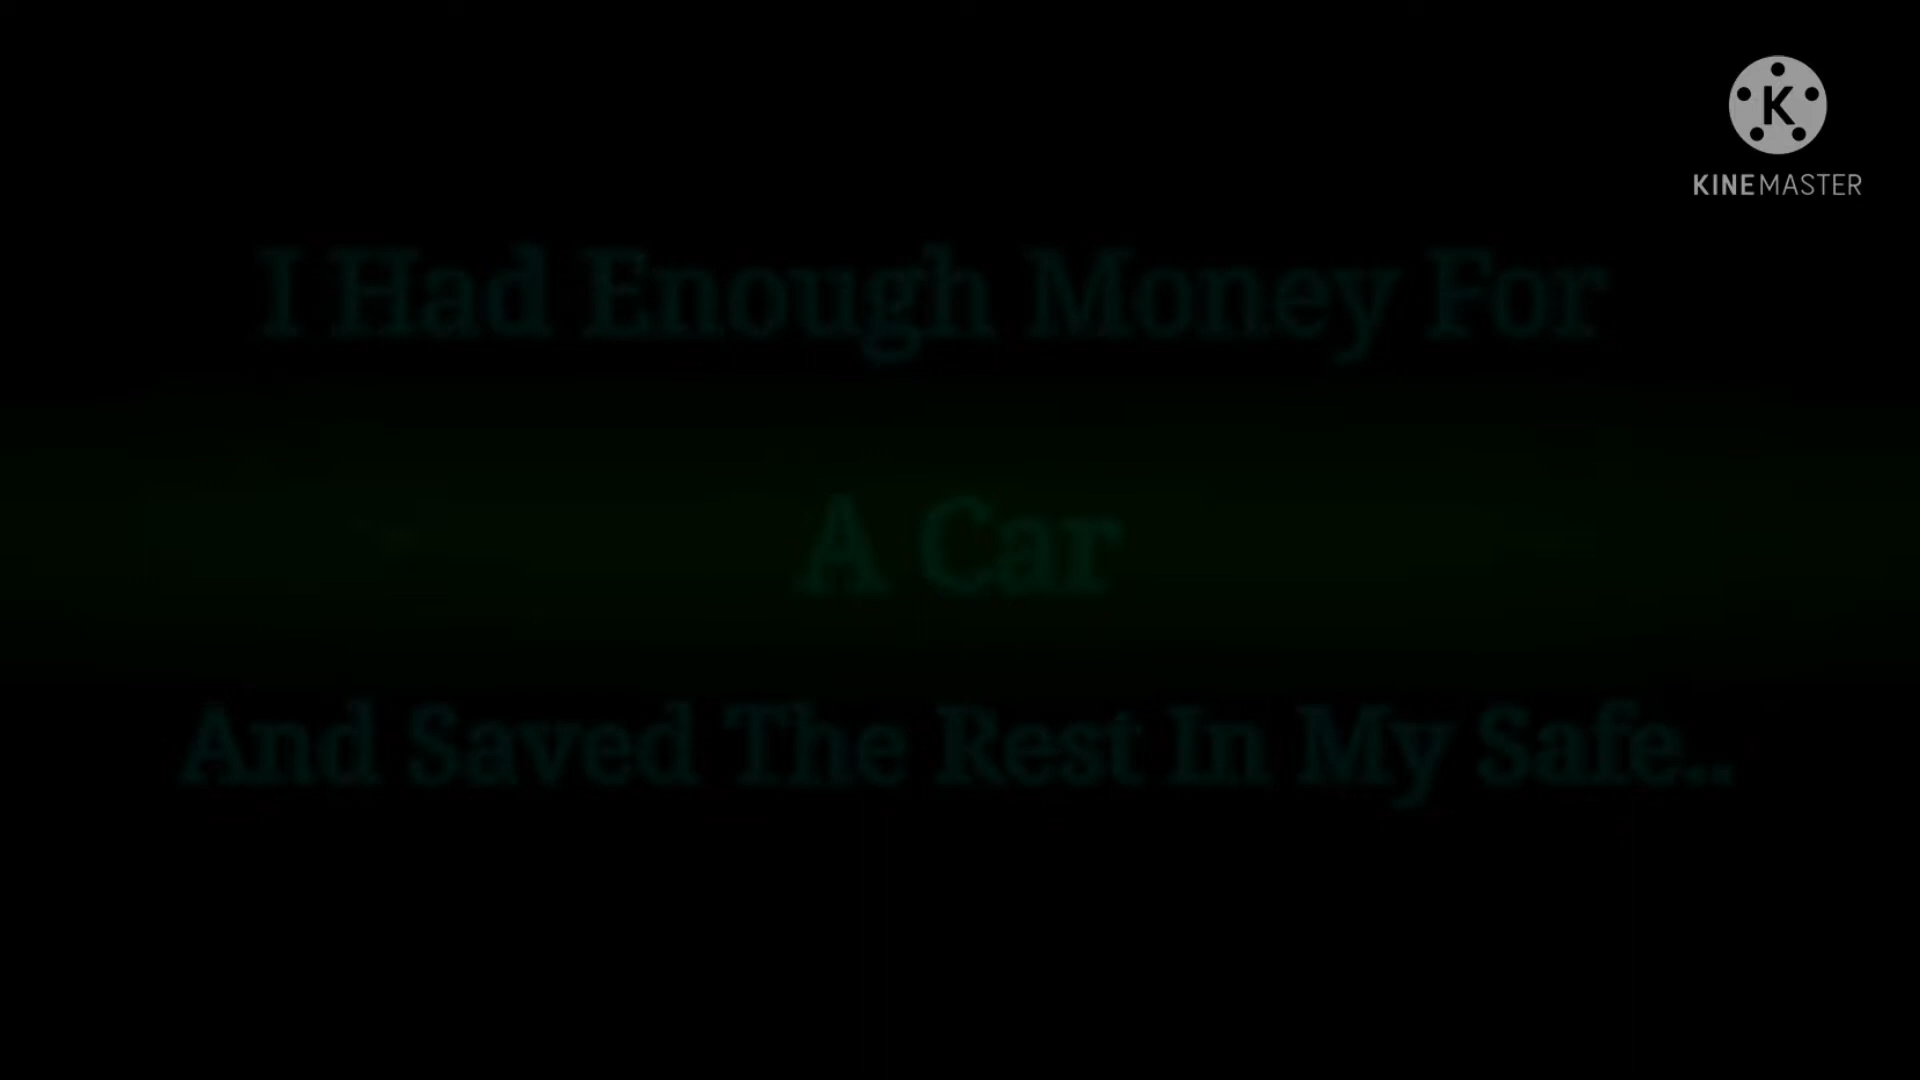 K
KINEMASTER
I Had Enough Money For
A Car
And Saved The Rest In My Safe..